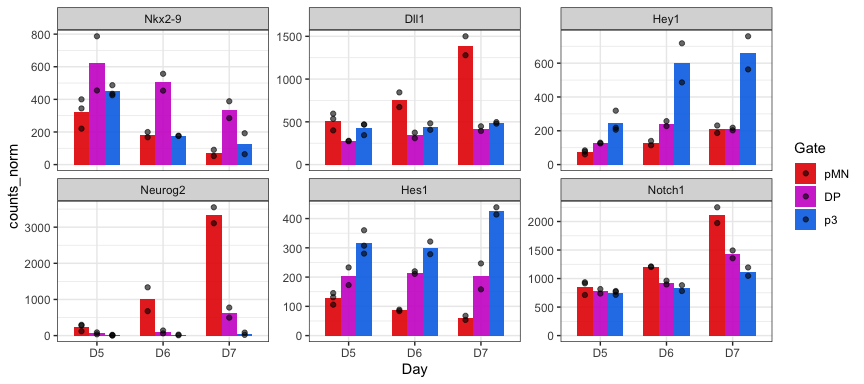 Nkx2-9
Dll1
Hey1
800
600
400
200
0
1500
1000
500
0
600
400
200
0
Neurog2
Hes1
Notch1
3000
2000
1000
0
400
300
200
100
0
2000
1500
1000
500
0
D5 D6 D7
D5 D6 D7
D5 D6 D7
Day
counts_norm
Gate
pMN
DP
p3